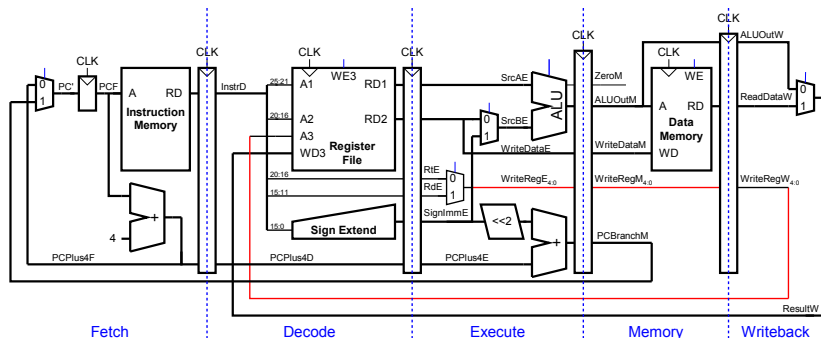 CLK
CLK
CLK
CLK
CLK
CLK
CLK
ALUOutW
0
1
PC'
PCF
A
RD
Instruction
Memory
InstrD
25:21
A1
WE3
RD1
20:16
A2
RD2
A3
WD3
Register
File
SrcAE
0
1
SrcBE
ALU
ZeroM
ALUOutM
WriteDataE
WriteDataM
WE
A
RD
Data
Memory
WD
ReadDataW
0
1
20:16
RtE
0
15:11
RdE
1
WriteRegE4:0
WriteRegM4:0
WriteRegW4:0
15:0
Sign Extend
SignImmE
<<2
+
4
+
PCBranchM
PCPlus4F
PCPlus4D
PCPlus4E
ResultW
Fetch
Decode
Execute
Memory
Writeback